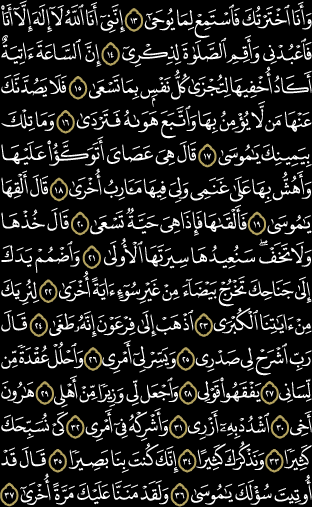 وَأَنَا ٱخْتَرْتُكَ فَٱسْتَمِعْ لِمَا يُوحَىٰٓ ١٣ إِنَّنِىٓ أَنَا ٱللَّهُ لَآ إِلَٰهَ إِلَّآ أَنَا۠
فَٱعْبُدْنِى وَأَقِمِ ٱلصَّلَوٰةَ لِذِكْرِىٓ ١٤ إِنَّ ٱلسَّاعَةَ ءَاتِيَةٌ
أَكَادُ أُخْفِيهَا لِتُجْزَىٰ كُلُّ نَفْسٍۭ بِمَا تَسْعَىٰ ١٥ فَلَا يَصُدَّنَّكَ
عَنْهَا مَن لَّا يُؤْمِنُ بِهَا وَٱتَّبَعَ هَوَىٰهُ فَتَرْدَىٰ ١٦ وَمَا تِلْكَ
بِيَمِينِكَ يَٰمُوسَىٰ ١٧ قَالَ هِىَ عَصَاىَ أَتَوَكَّؤُا۟ عَلَيْهَا
وَأَهُشُّ بِهَا عَلَىٰ غَنَمِى وَلِىَ فِيهَا مَـَٔارِبُ أُخْرَىٰ ١٨ قَالَ أَلْقِهَا
يَٰمُوسَىٰ ١٩ فَأَلْقَىٰهَا فَإِذَا هِىَ حَيَّةٌ تَسْعَىٰ ٢٠ قَالَ خُذْهَا
وَلَا تَخَفْ ۖ سَنُعِيدُهَا سِيرَتَهَا ٱلْأُولَىٰ ٢١ وَٱضْمُمْ يَدَكَ
إِلَىٰ جَنَاحِكَ تَخْرُجْ بَيْضَآءَ مِنْ غَيْرِ سُوٓءٍ ءَايَةً أُخْرَىٰ ٢٢ لِنُرِيَكَ
مِنْ ءَايَٰتِنَا ٱلْكُبْرَى ٢٣ ٱذْهَبْ إِلَىٰ فِرْعَوْنَ إِنَّهُۥ طَغَىٰ ٢٤ قَالَ
رَبِّ ٱشْرَحْ لِى صَدْرِى ٢٥ وَيَسِّرْ لِىٓ أَمْرِى ٢٦ وَٱحْلُلْ عُقْدَةً مِّن
لِّسَانِى ٢٧ يَفْقَهُوا۟ قَوْلِى ٢٨ وَٱجْعَل لِّى وَزِيرًا مِّنْ أَهْلِى ٢٩ هَٰرُونَ
أَخِى ٣٠ ٱشْدُدْ بِهِۦٓ أَزْرِى ٣١ وَأَشْرِكْهُ فِىٓ أَمْرِى ٣٢ كَىْ نُسَبِّحَكَ
كَثِيرًا ٣٣ وَنَذْكُرَكَ كَثِيرًا ٣٤ إِنَّكَ كُنتَ بِنَا بَصِيرًا ٣٥ قَالَ قَدْ
أُوتِيتَ سُؤْلَكَ يَٰمُوسَىٰ ٣٦ وَلَقَدْ مَنَنَّا عَلَيْكَ مَرَّةً أُخْرَىٰٓ ٣٧